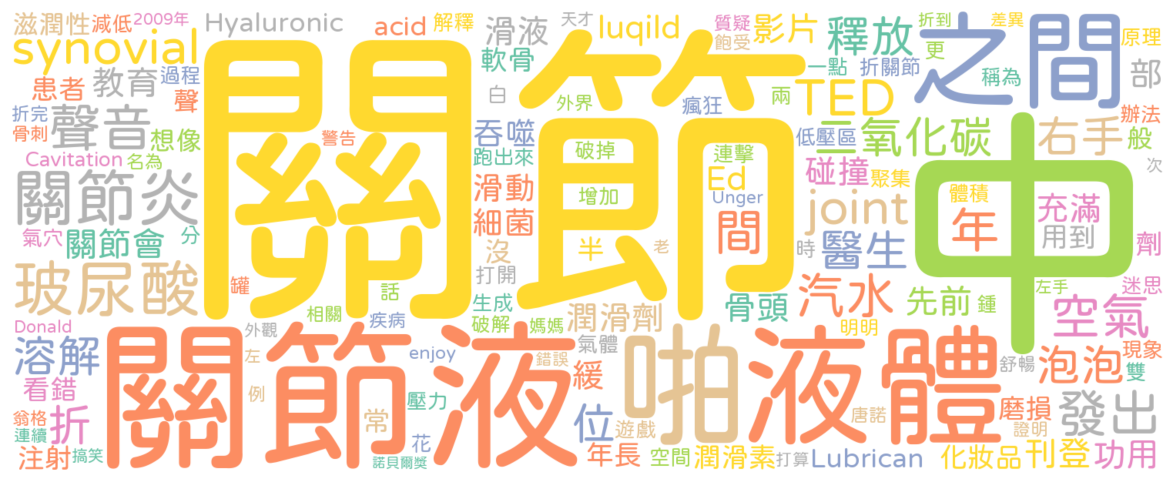 滋潤性 減低 2009年 Hyaluronic acid 解釋 滑液 天才 luqild 質疑 飽受 影片 釋放 折到 差異 更 之間 原理
synovial 患者 教育 過程 聲 軟骨 一點 折關節 稱為 部
折完 骨刺 聲音 想像 警告 關節 白 外界 瘋狂 兩 TED 低壓區 二氧化碳 右手 辦法 般
Cavitation 名為 吞噬 跑出來 破掉 連擊 Ed 碰撞 聚集 中 次
關節炎 滑動 細菌 增加 Unger 間 joint 體積 年 充滿 用到
氣穴 關節會 分 沒 半 老 時 醫生 劑
玻尿酸 罐 話 打開 生成 骨頭 汽水 先前 鍾 左手 迷思 空氣
Donald 外觀 相關 疾病 破解 媽媽 潤滑劑 明明
溶解 左 關節液 enjoy 錯誤 氣體 啪 液體 舒暢 泡泡 現象 雙
看錯 例 壓力 緩 磨損 發出
翁格 連續 折 常 花 位 遊戲 唐諾 證明
注射 搞笑 諾貝爾獎 年長 空間 潤滑素 打算 Lubrican 化妝品 刊登 功用